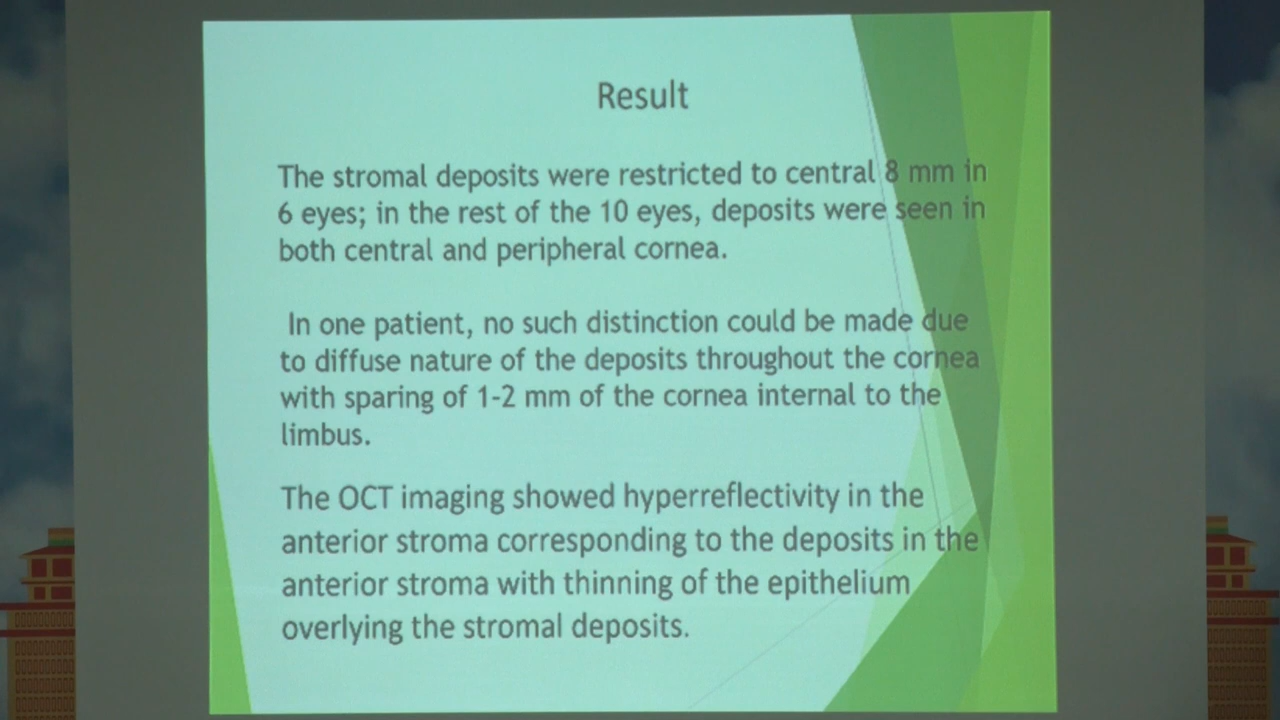 Result
The stromal deposits were restricted to central 8 mm in
6 eyes; in the rest of the 10 eyes, deposits were seen in
both central and peripheral cornea.
In one patient, no such distinction could be made due
to diffuse nature of the deposits throughout the cornea
with sparing of 1-2 mm of the cornea internal to the
limbus.
The OCT imaging showed hyperreflectivity in the
anterior stroma corresponding to the deposits in the
anterior stroma with thinning of the epithelium
overlying the stromal deposits.